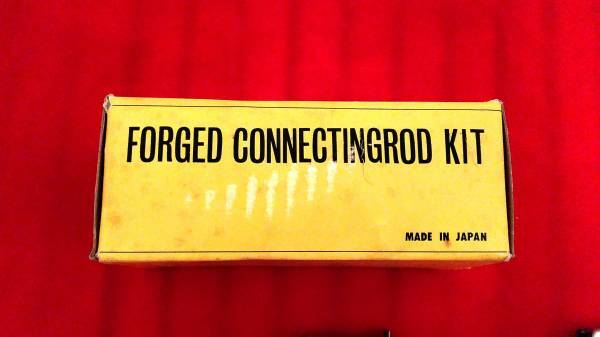 FORGED CONNECTINGROD KIT
MADE IN JAPAN